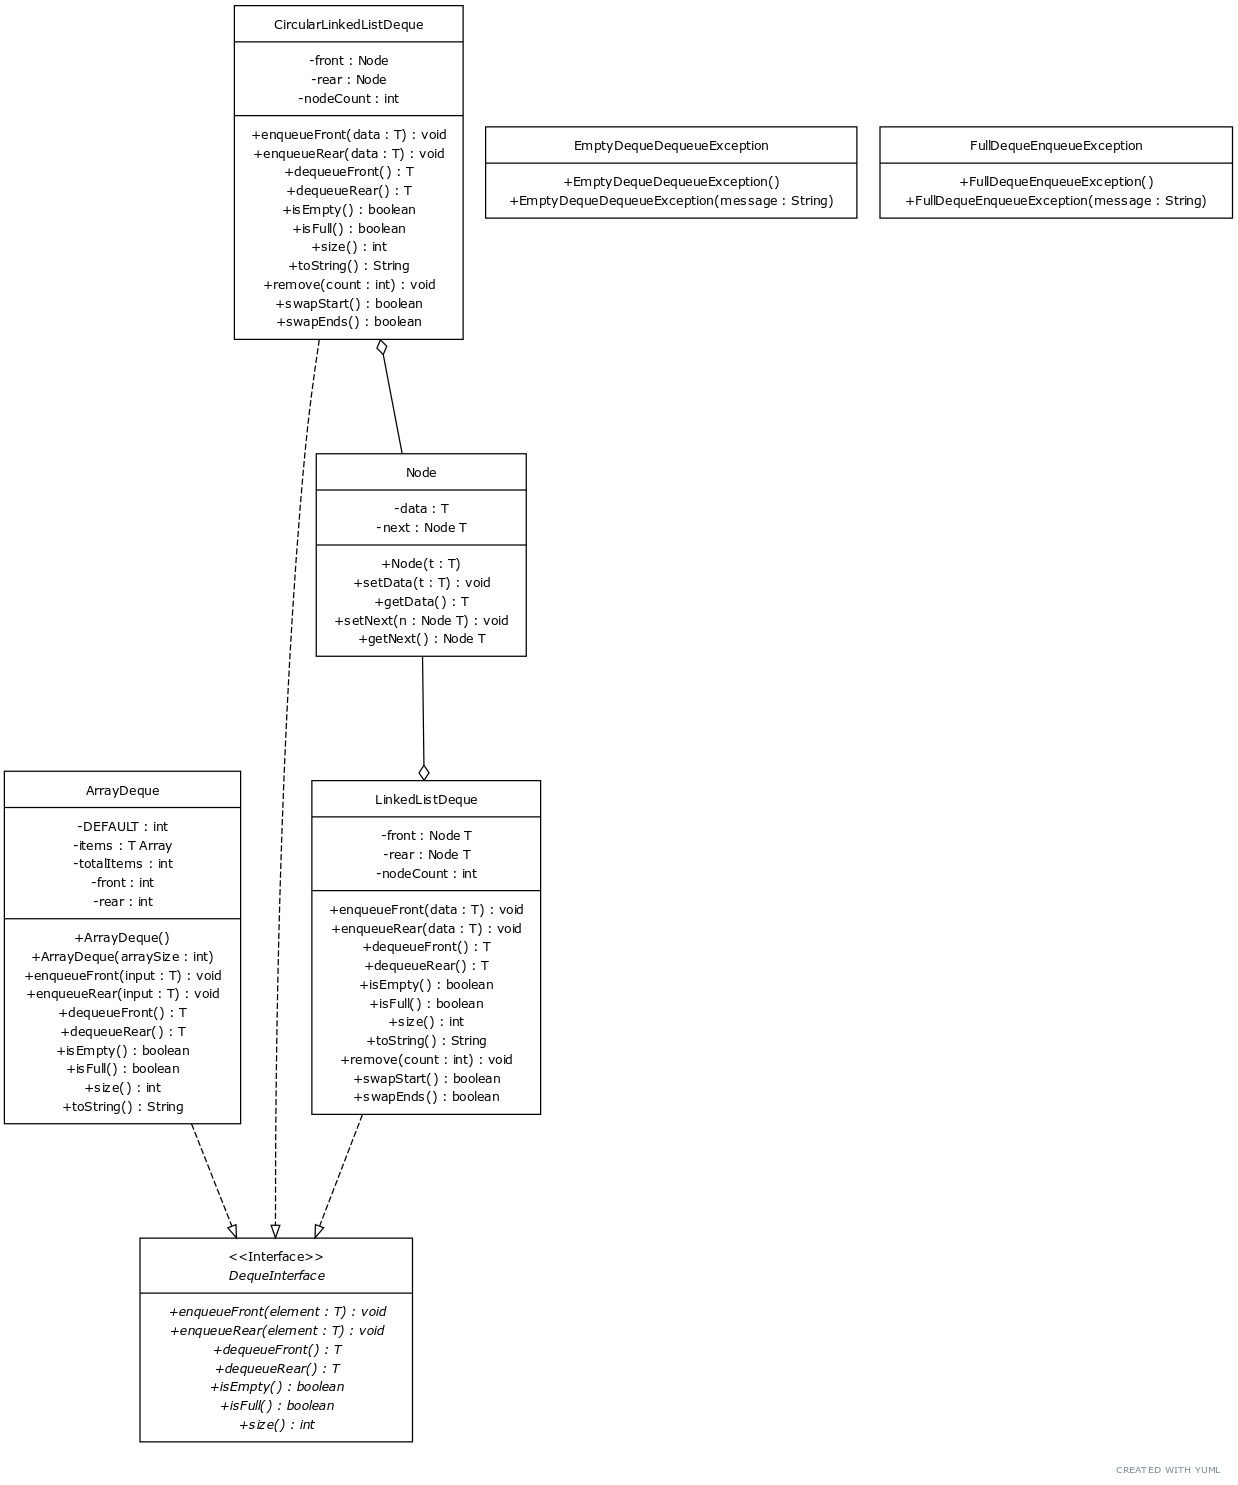 CircularLinkedListDeque
-front : Node
-rear : Node
-nodeCount : int
+enqueueFront(data : T) : void
+enqueueRear(data : T) : void
+dequeueFront() : T
+dequeueRear() : T
+isEmpty() : boolean
+isFull() : boolean
+size() : int
+toString() : String
+remove(count : int) : void
+swapStart() : boolean
+swapEnds() : boolean
EmptyDequeDequeueException
+EmptyDequeDequeueException()
+EmptyDequeDequeueException(message : String)
FullDequeEnqueueException
+FullDequeEnqueueException()
+FullDequeEnqueueException(message : String)
Node
-data : T
-next : Node T
+Node(t : T)
+setData(t : T) : void
+getData() : T
+setNext(n : Node T) : void
+getNext() : Node T
ArrayDeque
-DEFAULT : int
-items : T Array
-totalItems : int
-front : int
-rear : int
+ArrayDeque()
+ArrayDeque(arraySize : int)
+enqueueFront(input : T) : void
+enqueueRear(input : T) : void
+dequeueFront() : T
+dequeueRear() : T
+isEmpty() : boolean
+isFull() : boolean
+size() : int
+toString() : String
LinkedListDeque
-front : Node T
-rear : Node T
-nodeCount : int
+enqueueFront(data : T) : void
+enqueueRear(data : T) : void
+dequeueFront() : T
+dequeueRear() : T
+isEmpty() : boolean
+isFull() : boolean
+size() : int
+toString() : String
+remove(count : int) : void
+swapStart() : boolean
+swapEnds() : boolean
<<Interface>>
DequeInterface
+enqueueFront(element : T) : void
+enqueueRear(element : T) : void
+dequeueFront() : T
+dequeueRear() : T
+isEmpty() : boolean
+isFull() : boolean
+size() : int
CREATED WITH YUML